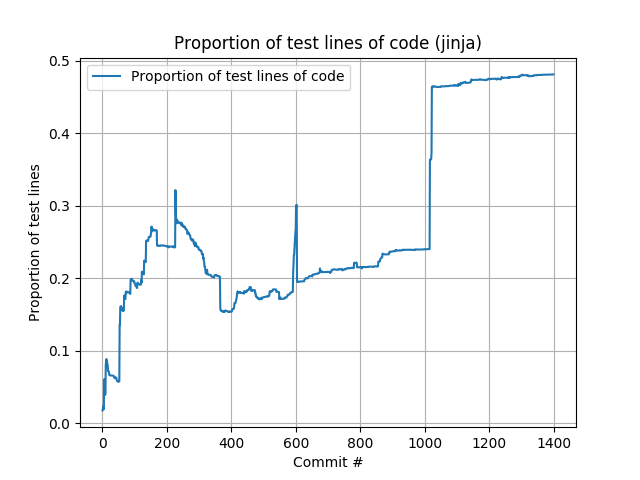 Proportion of test lines of code (jinja)
Proportion of test lines of code
Proportion of test lines
0.5
0.4
0.3
0.2
0.1
0.0
0 200 400 600 800 1000 1200 1400
Commit #